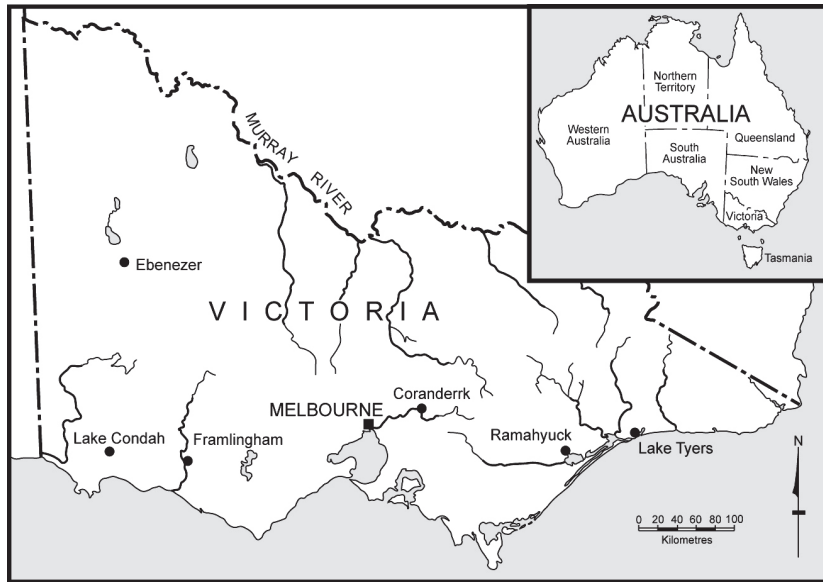 Northern
Territory
AUSTRALIA
Western
Australia
Queensland
South
Australia
New
South Wales
Victoria
Tasmania
MURRAY RIVER
Ebenezer
VICTORIA
Coranderrk
MELBOURNE
Lake Condah
Framlingham
Ramahyuck
Lake Tyers
N
0 20 40 60 80 100
Kilometres